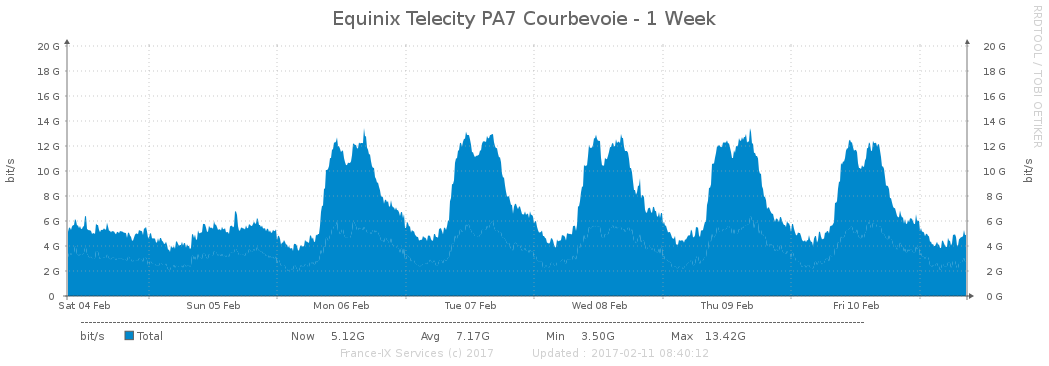 Equinix Telecity PA7 Courbevoie - 1 Week
RRDTOOL / TOBI OETIKER
20 G 20 G
18 G 18 G
16 G 16 G
14 G 14 G
12 G 12 G
10 G 10 G
8 G 8 G
6 G 6 G
4 G 4 G
2 G 2 G
0 0 G
bit/s
bit/s
Sat 04 Feb Sun 05 Feb Mon 06 Feb Tue 07 Feb Wed 08 Feb Thu 09 Feb Fri 10 Feb
bit/s Total Now 5.12G Avg 7.17G Min 3.50G Max 13.42G
France-IX Services (c) 2017 Updated : 2017-02-11 08:40:12